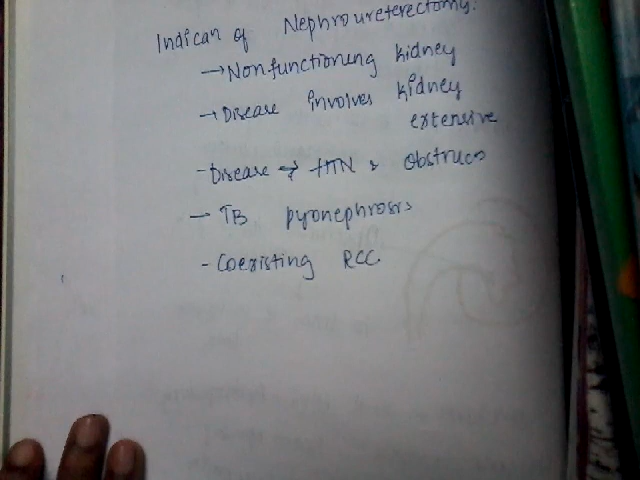 Indican of Nephroureterectomy.
→ Nonfunctioning kidney
→ Disease involves kidney
extensive
- Disease → HTN & obstrucn
- TB pyonephrosis
- Coexisting RCC